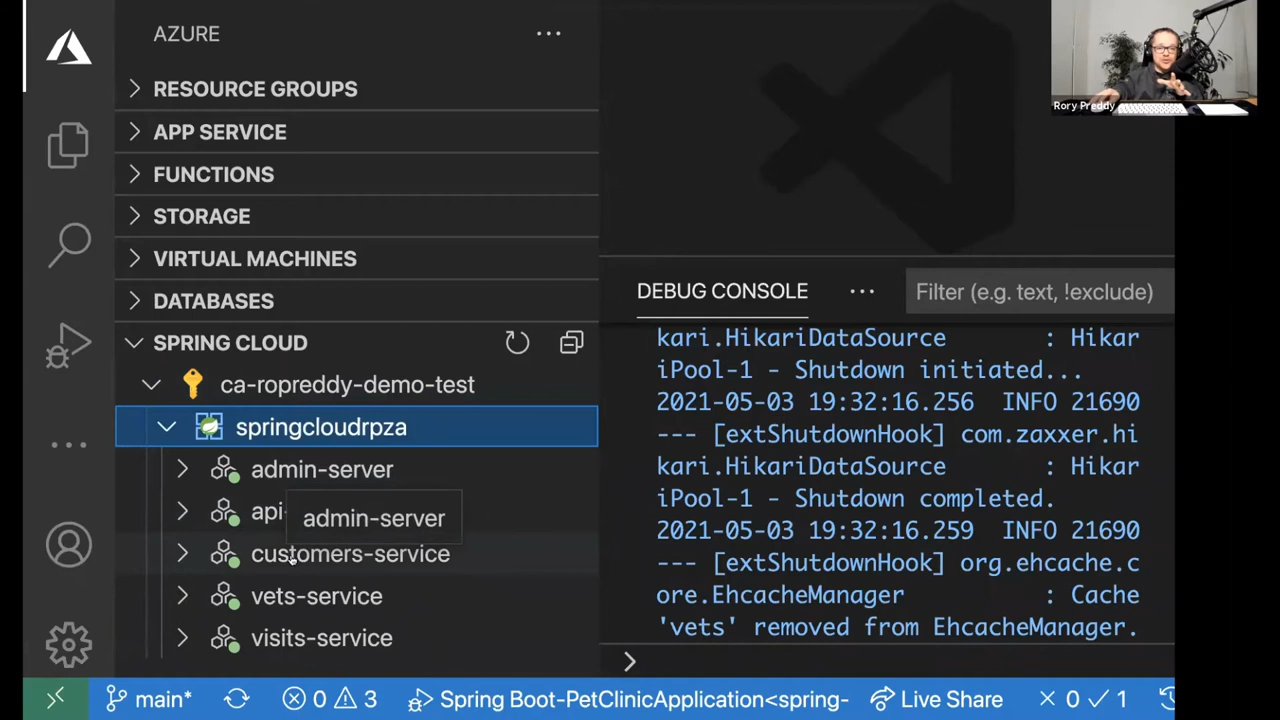 AZURE
RESOURCE GROUPS
APP SERVICE
FUNCTIONS
STORAGE
VIRTUAL MACHINES
DATABASES
SPRING CLOUD
ca-ropreddy-demo-test
springcloudrpza
admin-server
api-
admin-server
customers-service
vets-service
visits-service
DEBUG CONSOLE
Filter (e.g. text, !exclude)
kari.HikariDataSource : Hikar
iPool-1 - Shutdown initiated...
2021-05-03 19:32:16.256 INFO 21690
--- [extShutdownHook] com.zaxxer.hi
kari.HikariDataSource : Hikar
iPool-1 - Shutdown completed.
2021-05-03 19:32:16.259 INFO 21690
--- [extShutdownHook] org.ehcache.c
ore.EhcacheManager : Cache
'vets' removed from EhcacheManager.
Rory Preddy
main* 0 3 Spring Boot-PetClinicApplication<spring- Live Share 0 1